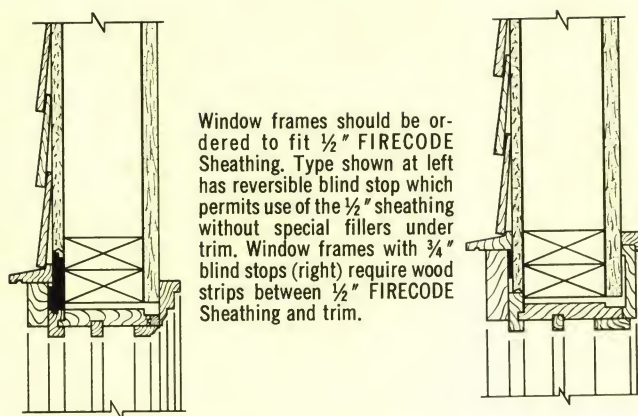 Window frames should be or-
dered to fit ½" FIRECODE
Sheathing. Type shown at left
has reversible blind stop which
permits use of the ½" sheathing
without special fillers under
trim. Window frames with ¾"
blind stops (right) require wood
strips between ½" FIRECODE
Sheathing and trim.